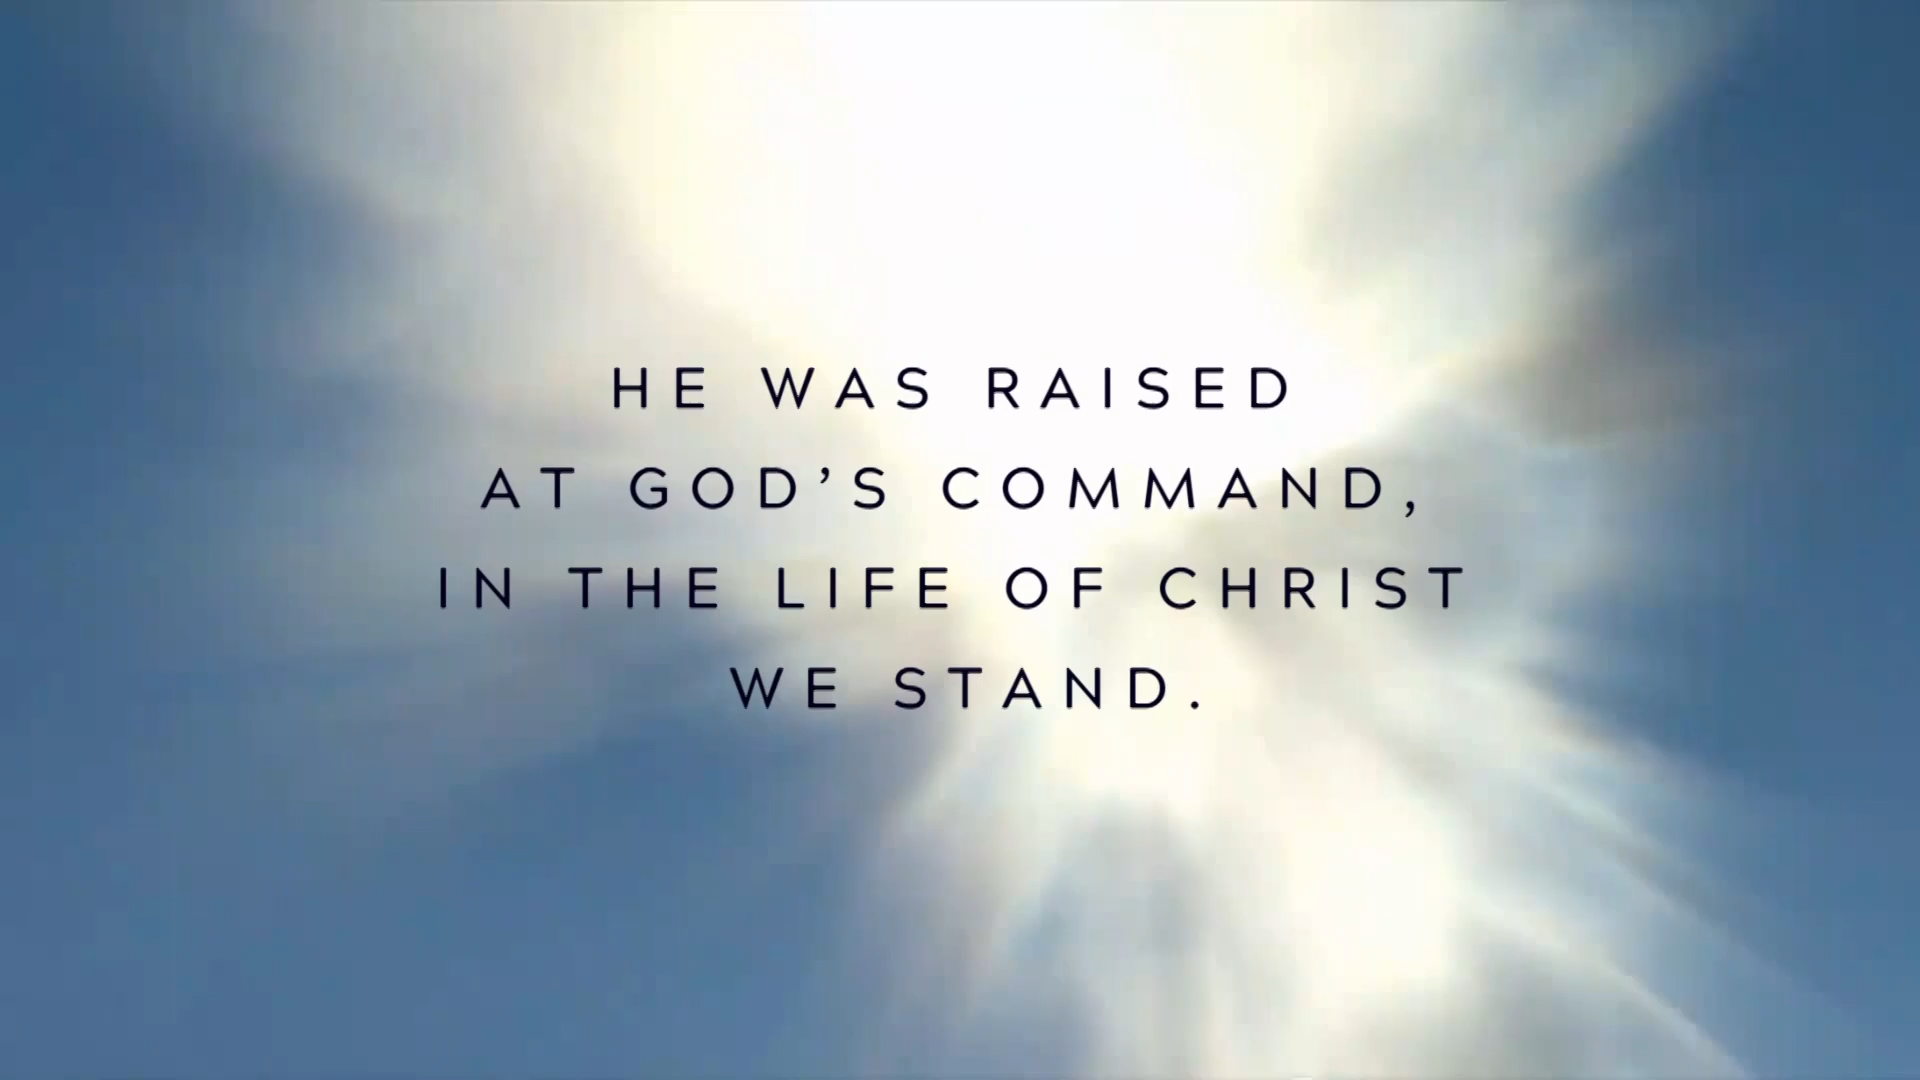 HE WAS RAISED
AT GOD’S COMMAND,
IN THE LIFE OF CHRIST
WE STAND.